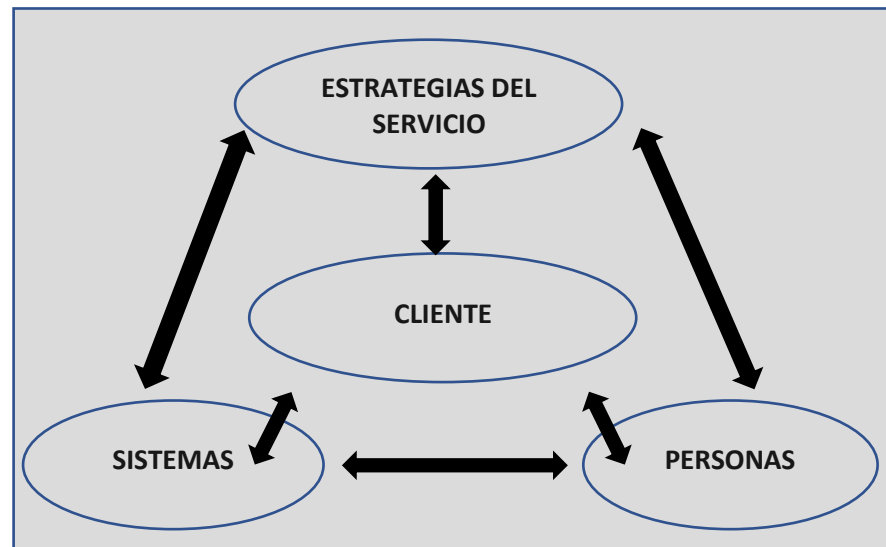 ESTRATEGIAS DEL
SERVICIO
CLIENTE
SISTEMAS
PERSONAS